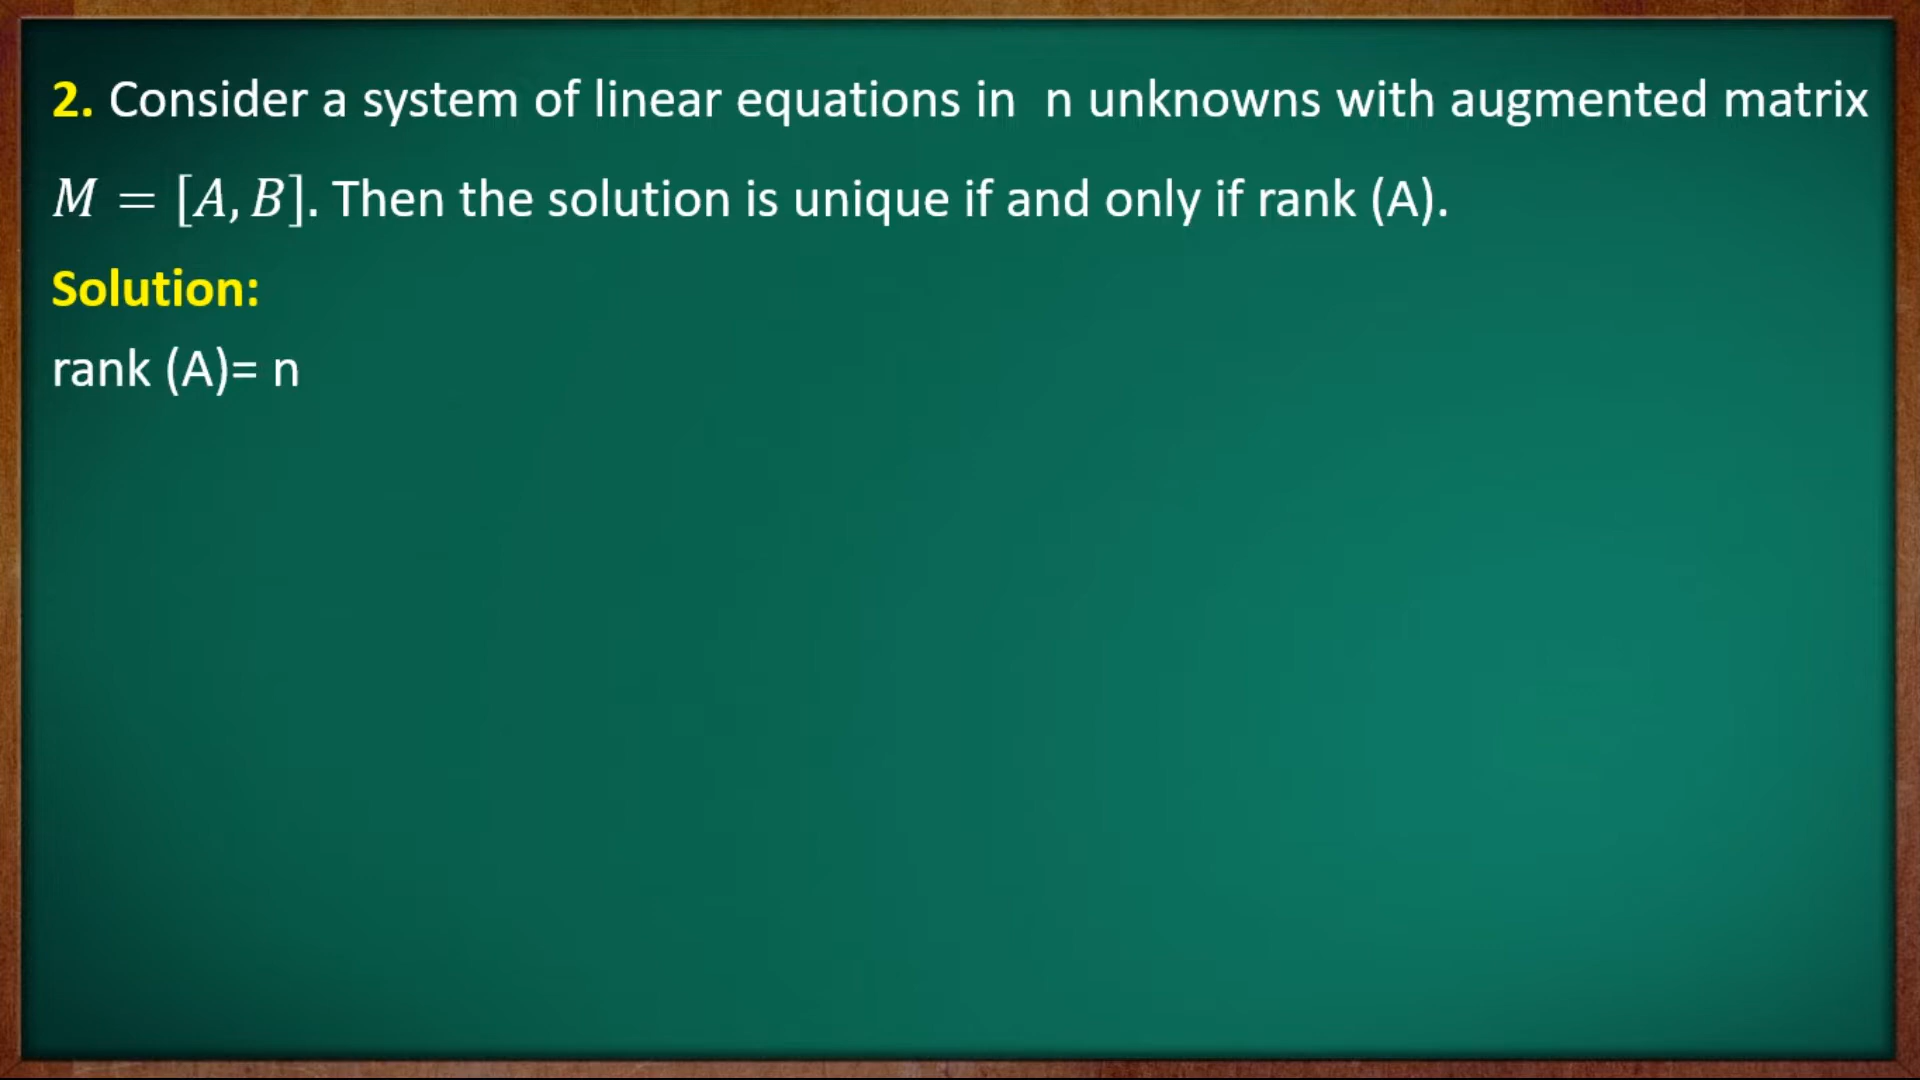 2. Consider a system of linear equations in n unknowns with augmented matrix
M = [A, B]. Then the solution is unique if and only if rank (A).
Solution:
rank (A)= n